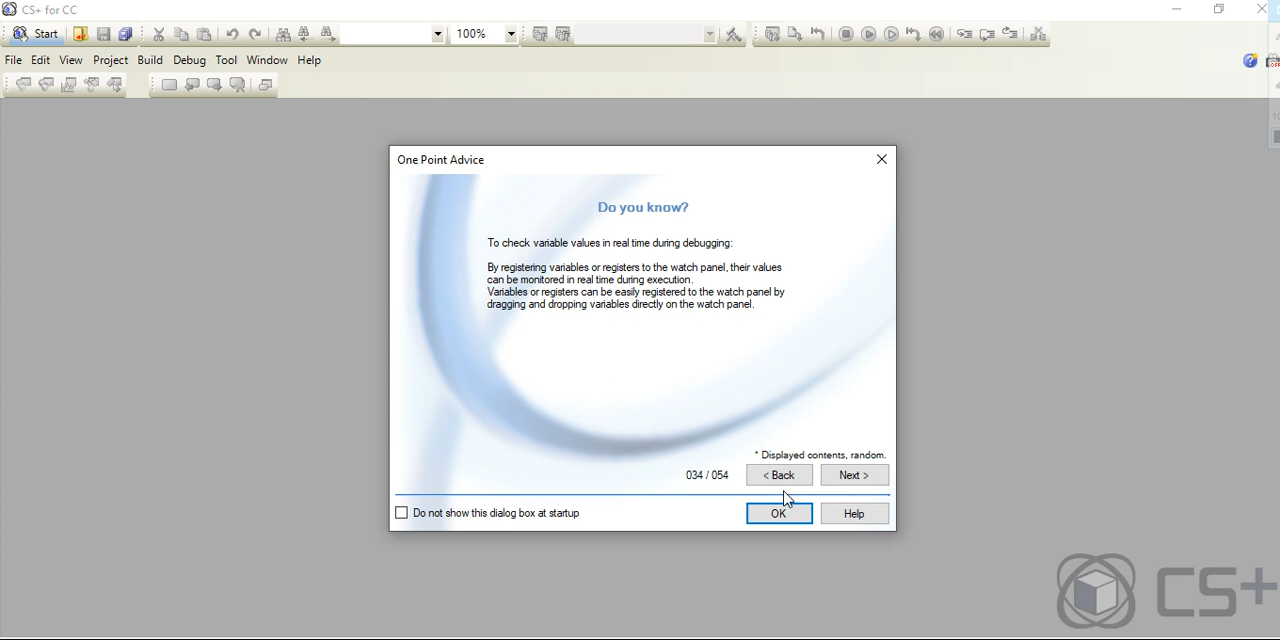 CS+ for CC
Start
100%
File Edit View Project Build Debug Tool Window Help
One Point Advice
Do you know?
To check variable values in real time during debugging:
By registering variables or registers to the watch panel, their values
can be monitored in real time during execution.
Variables or registers can be easily registered to the watch panel by
dragging and dropping variables directly on the watch panel.
* Displayed contents, random.
034 / 054 < Back Next >
Do not show this dialog box at startup OK Help
CS+